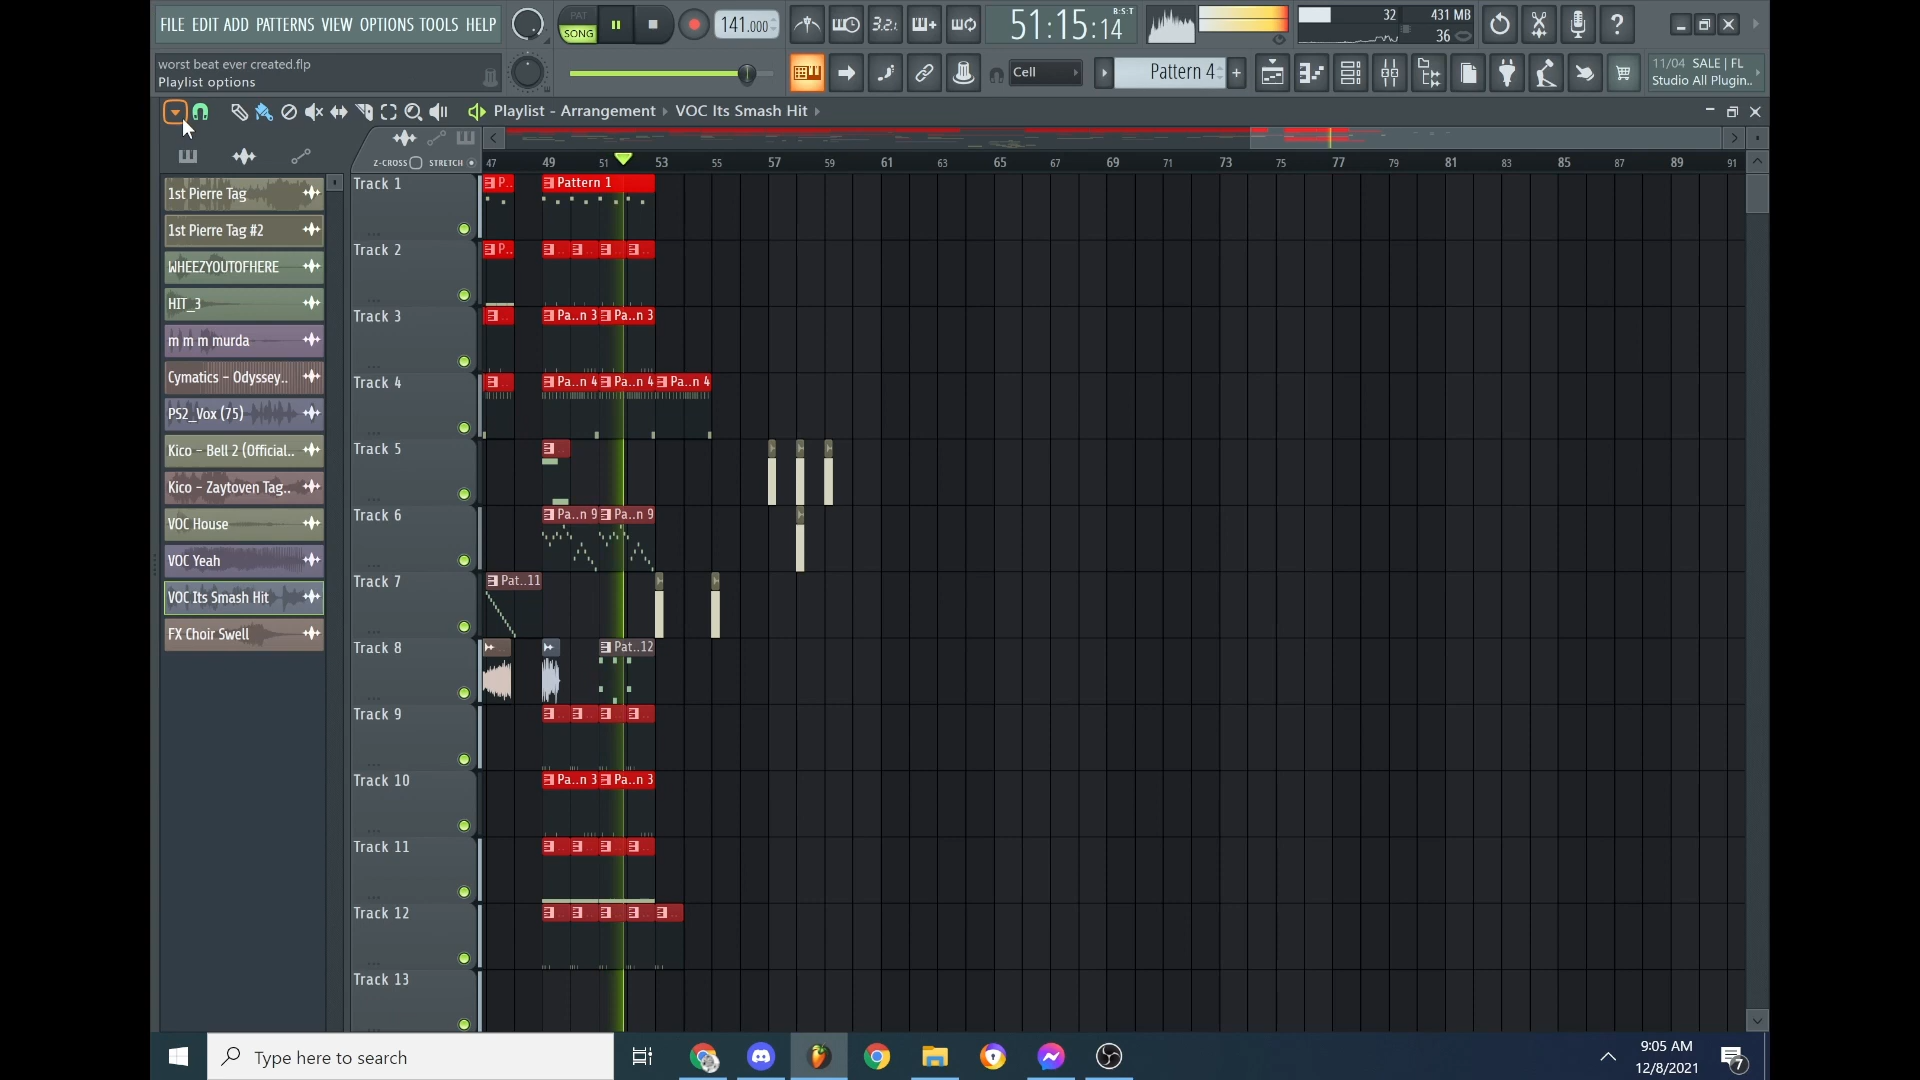 FILE EDIT ADD PATTERNS VIEW OPTIONS TOOLS HELP
PAT
SONG
141.000
3.2.
51:15:14
B:S:T
32
431 MB
36
worst beat ever created.flp
Playlist options
Cell
Pattern 4
11/04 SALE | FL
Studio All Plugin..
Playlist - Arrangement › VOC Its Smash Hit ›
Z-CROSS STRETCH
47 49 51 53 55 57 59 61 63 65 67 69 71 73 75 77 79 81 83 85 87 89 91
1st Pierre Tag
1st Pierre Tag #2
WHEEZYOUTOFHERE
HIT_3
m m m murda
Cymatics - Odyssey..
PS2_Vox (75)
Kico - Bell 2 (Official..
Kico - Zaytoven Tag..
VOC House
VOC Yeah
VOC Its Smash Hit
FX Choir Swell
Track 1
P.. Pattern 1
Track 2
P..
Track 3
Pa..n 3 Pa..n 3
Track 4
Pa..n 4 Pa..n 4 Pa..n 4
Track 5
Track 6
Pa..n 9 Pa..n 9
Track 7
Pat..11
Track 8
Pat..12
Track 9
Track 10
Pa..n 3 Pa..n 3
Track 11
Track 12
Track 13
Type here to search
9:05 AM
12/8/2021
7